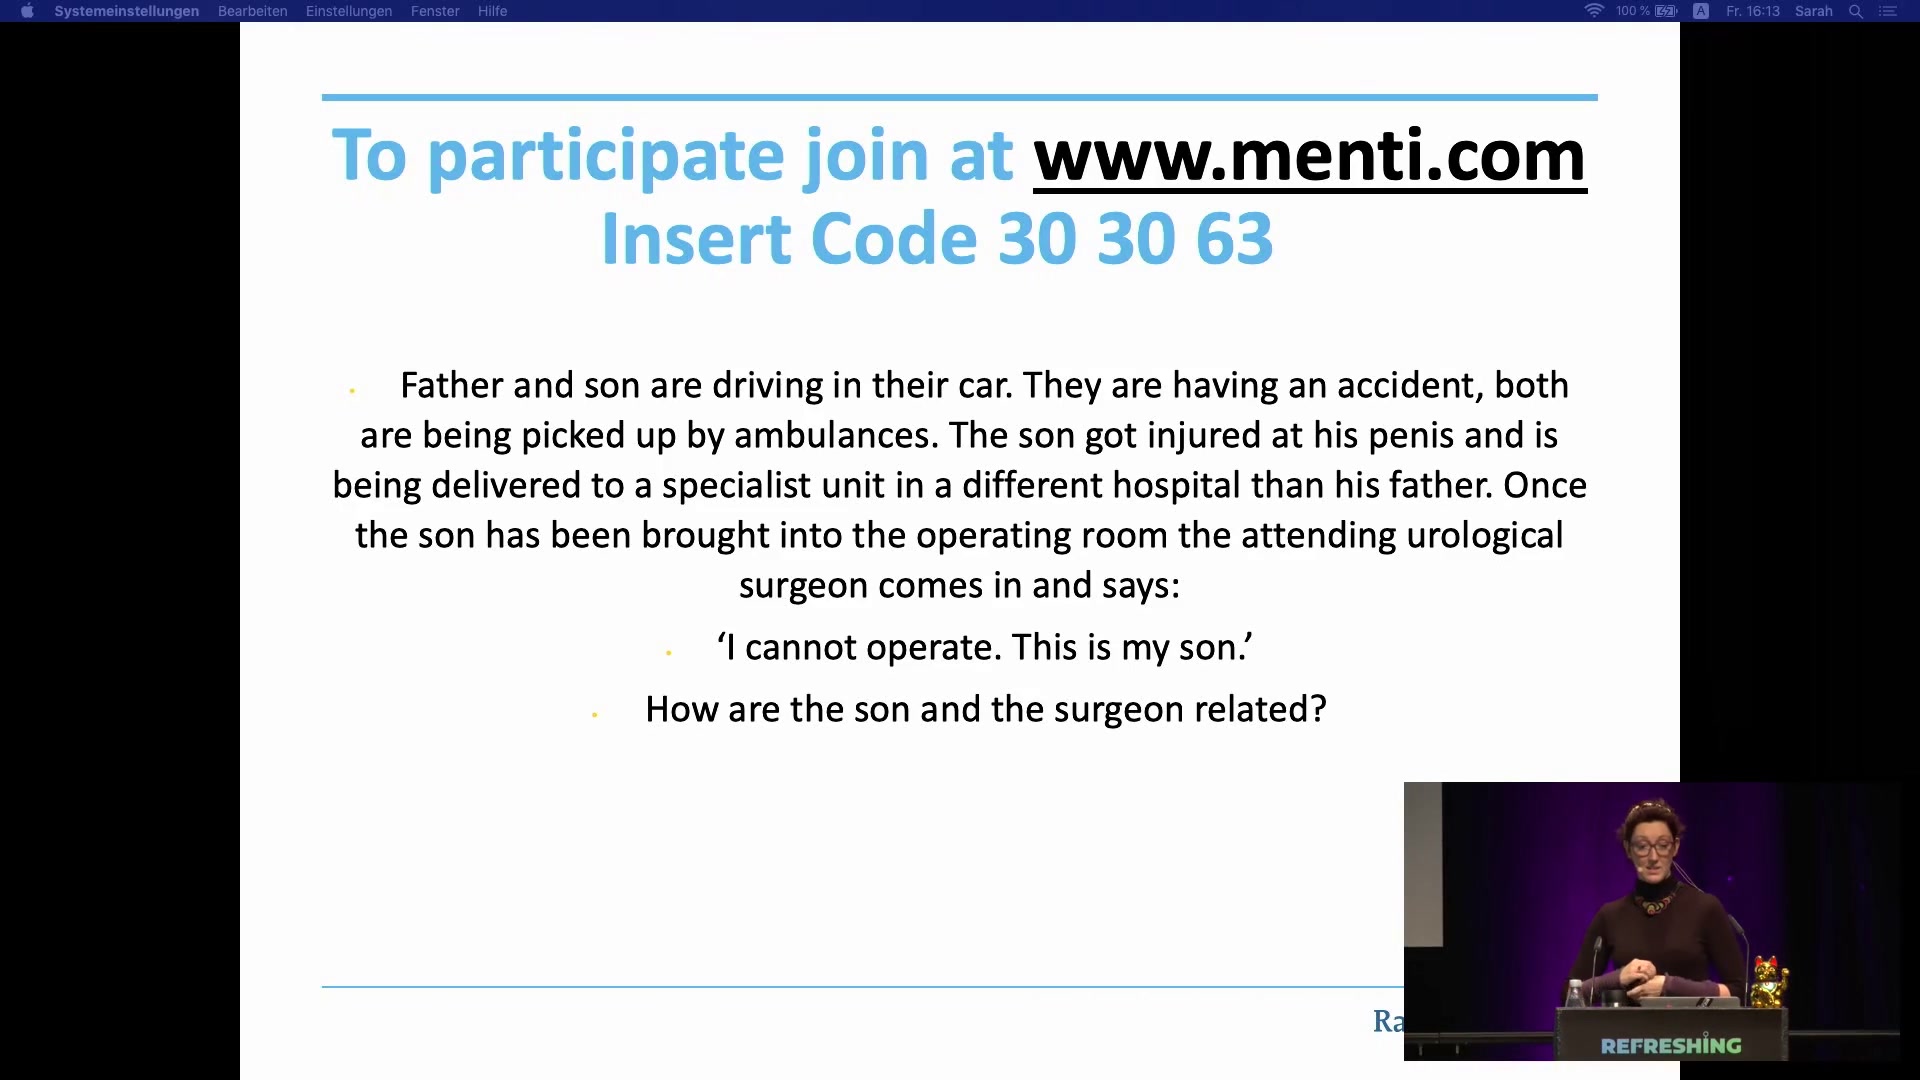 Systemeinstellungen Bearbeiten Einstellungen Fenster Hilfe 100 % A Fr. 16:13 Sarah
To participate join at www.menti.com
Insert Code 30 30 63
Father and son are driving in their car. They are having an accident, both
are being picked up by ambulances. The son got injured at his penis and is
being delivered to a specialist unit in a different hospital than his father. Once
the son has been brought into the operating room the attending urological
surgeon comes in and says:
‘I cannot operate. This is my son.’
How are the son and the surgeon related?
REFRESHING